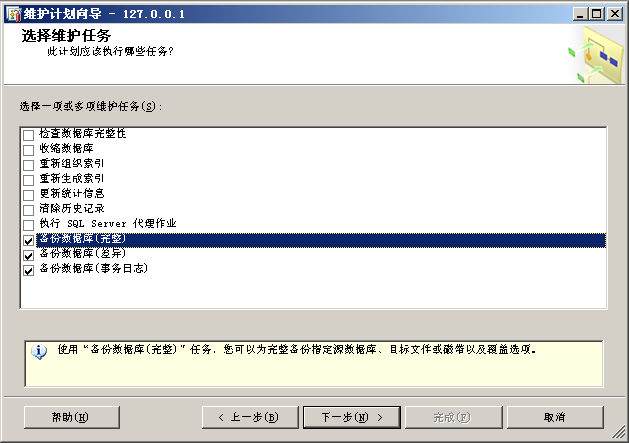 维护计划向导 - 127.0.0.1
选择维护任务
此计划应该执行哪些任务?
选择一项或多项维护任务(S):
检查数据库完整性
收缩数据库
重新组织索引
重新生成索引
更新统计信息
清除历史记录
执行 SQL Server 代理作业
备份数据库(完整)
备份数据库(差异)
备份数据库(事务日志)
使用“备份数据库(完整)”任务，您可以为完整备份指定源数据库、目标文件或磁带以及覆盖选项。
帮助(H) < 上一步(B) 下一步(N) > 完成(F) 取消